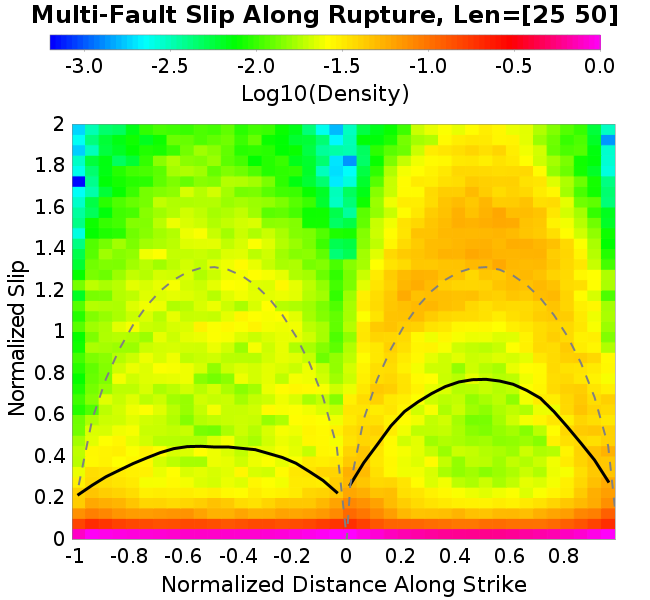 Multi-Fault Slip Along Rupture, Len=[25 50]
-3.0 -2.5 -2.0 -1.5 -1.0 -0.5 0.0
Log10(Density)
2
1.8
1.6
1.4
1.2
1
0.8
0.6
0.4
0.2
0
Normalized Slip
-1 -0.8 -0.6 -0.4 -0.2 0 0.2 0.4 0.6 0.8
Normalized Distance Along Strike